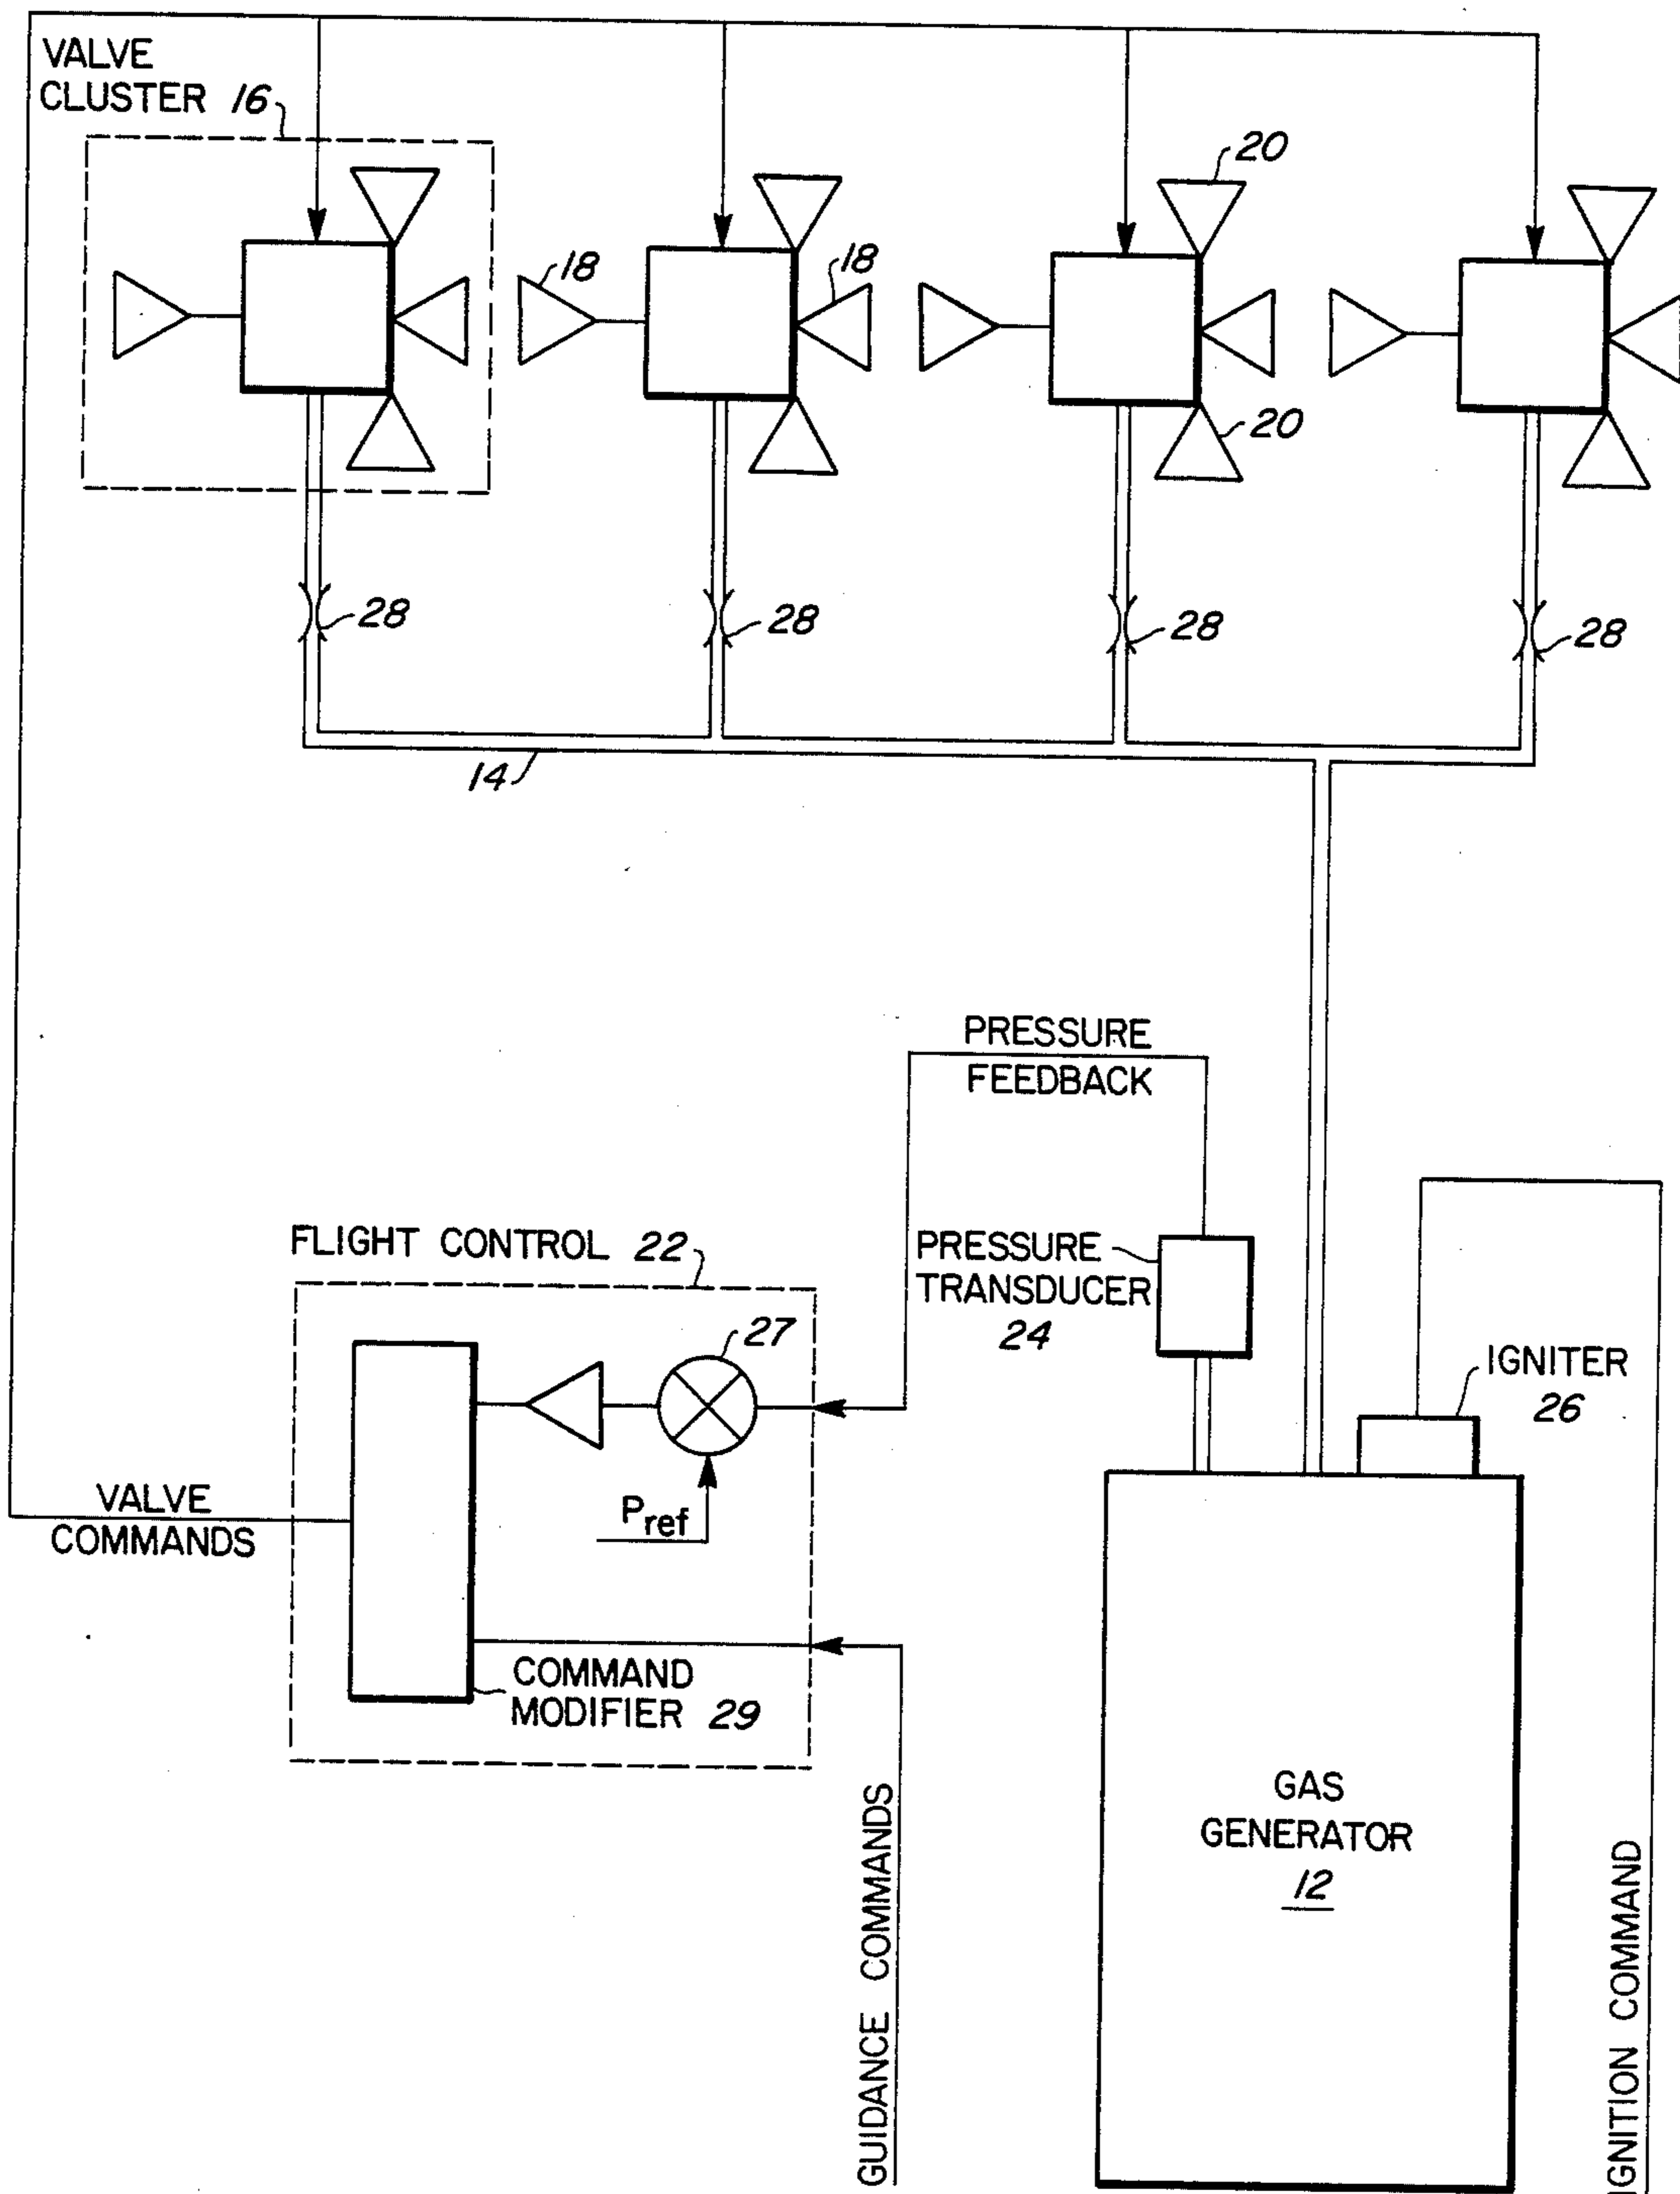 VALVE
CLUSTER 16
20
18
18
20
28
28
28
28
14
PRESSURE
FEEDBACK
FLIGHT CONTROL 22
PRESSURE
TRANSDUCER
24
27
IGNITER
26
Pref
VALVE
COMMANDS
COMMAND
MODIFIER 29
GAS
GENERATOR
12
GUIDANCE COMMANDS
IGNITION COMMAND